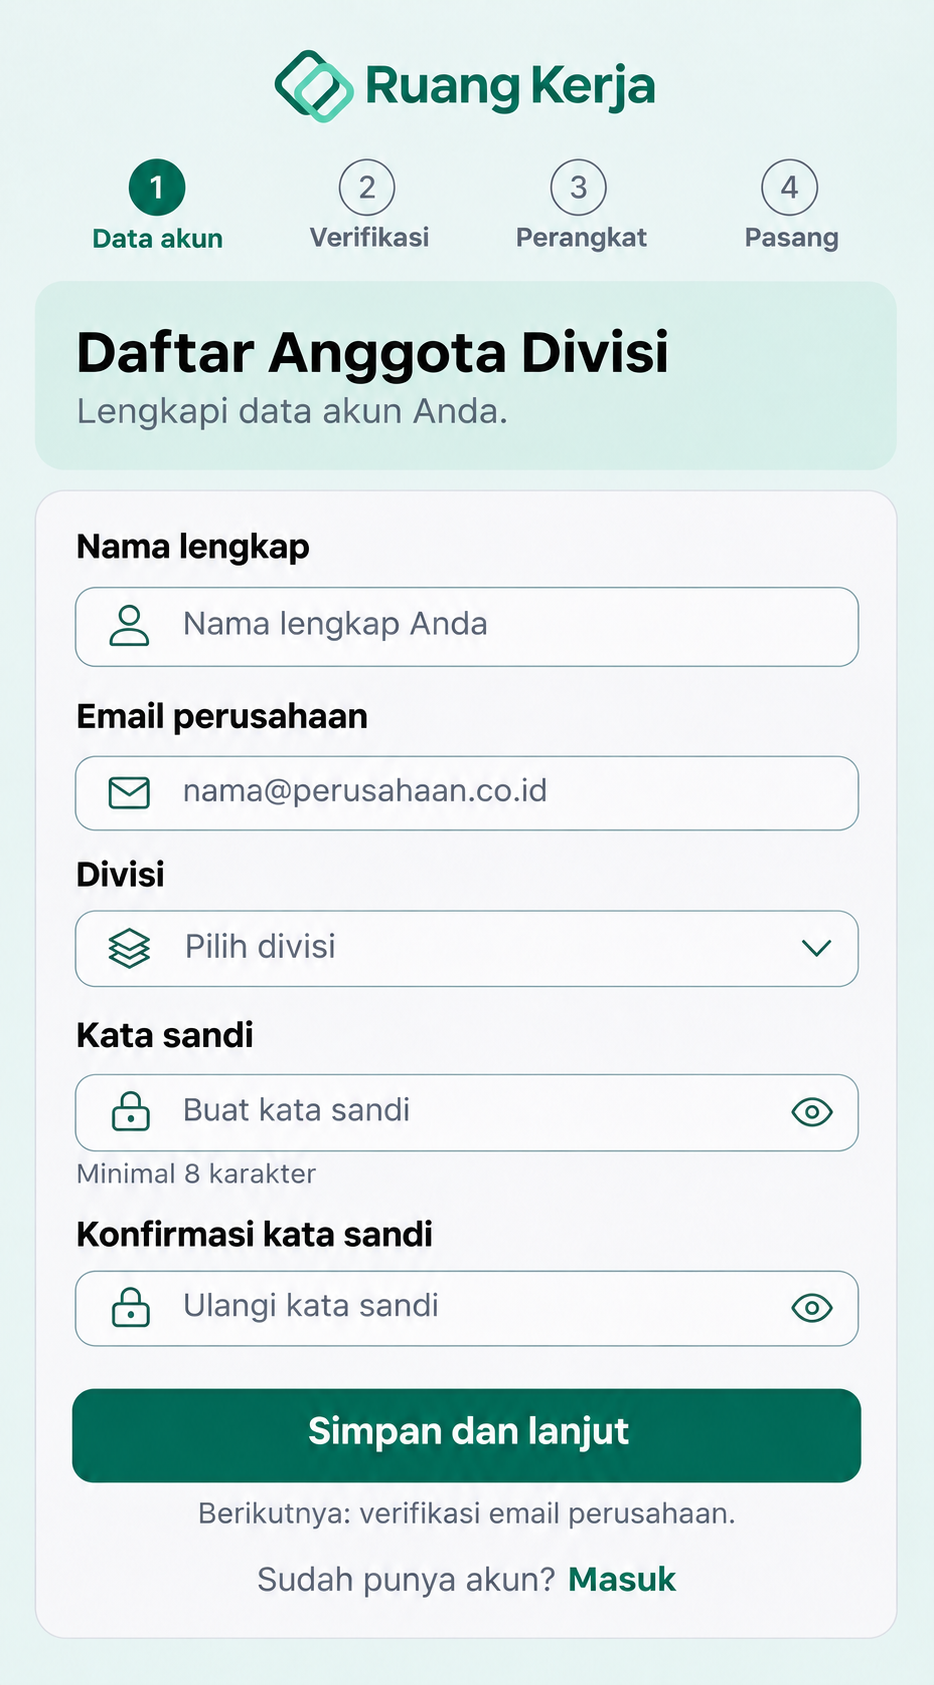 Ruang Kerja
1 2 3 4
Data akun Verifikasi Perangkat Pasang
Daftar Anggota Divisi
Lengkapi data akun Anda.
Nama lengkap
Nama lengkap Anda
Email perusahaan
nama@perusahaan.co.id
Divisi
Pilih divisi
Kata sandi
Buat kata sandi
Minimal 8 karakter
Konfirmasi kata sandi
Ulangi kata sandi
Simpan dan lanjut
Berikutnya: verifikasi email perusahaan.
Sudah punya akun? Masuk